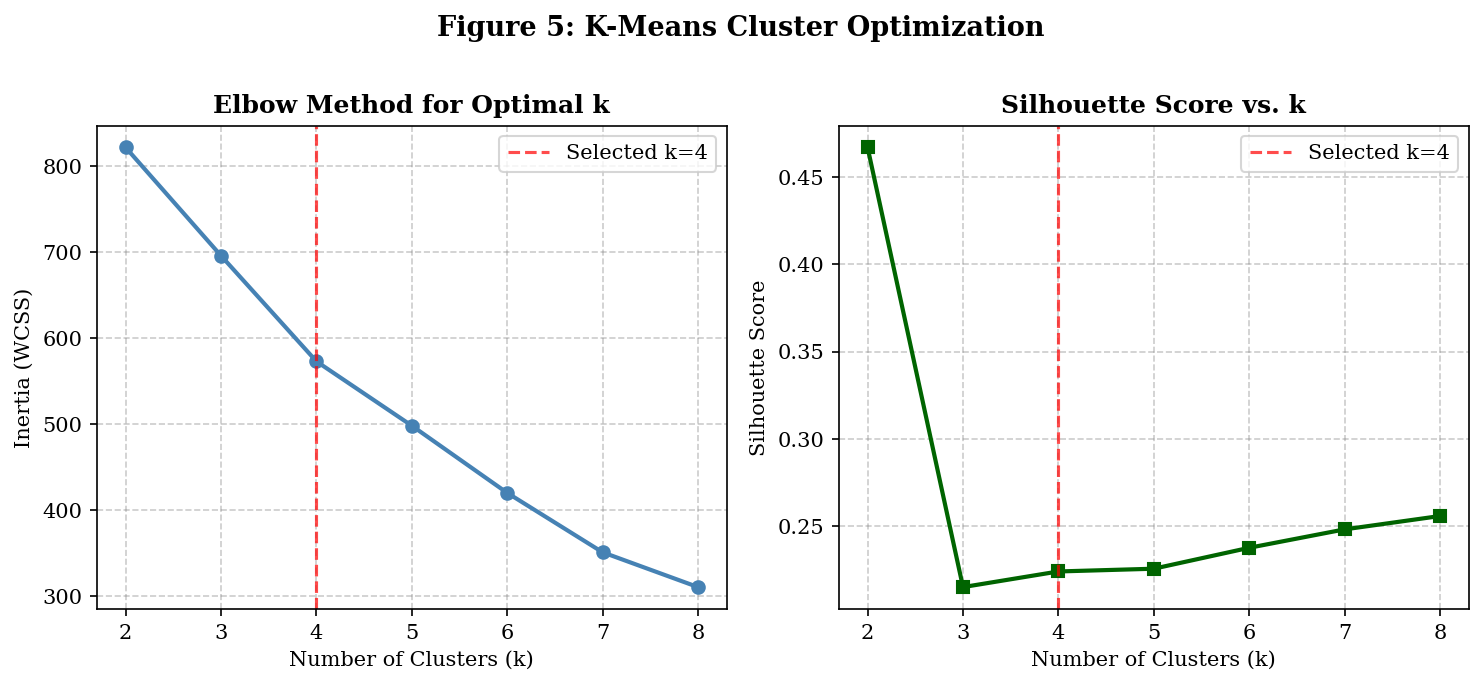 Figure 5: K-Means Cluster Optimization
Elbow Method for Optimal k
Selected k=4
800
700
600
500
400
300
Inertia (WCSS)
2 3 4 5 6 7 8
Number of Clusters (k)
Silhouette Score vs. k
Selected k=4
0.45
0.40
0.35
0.30
0.25
Silhouette Score
2 3 4 5 6 7 8
Number of Clusters (k)